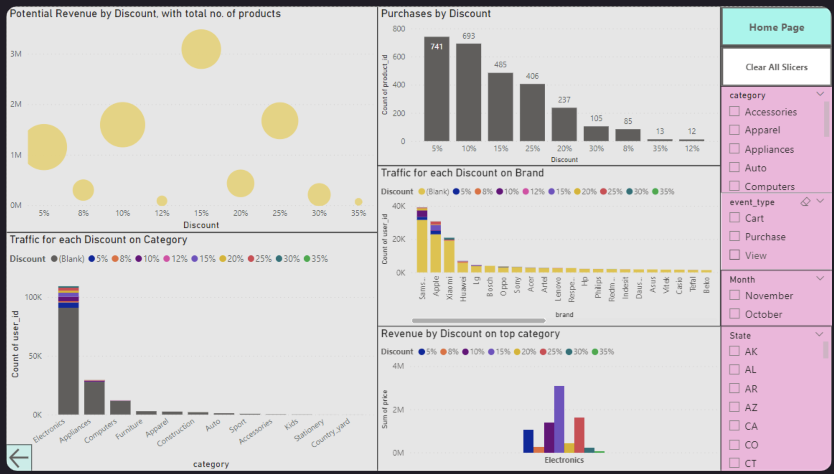 Potential Revenue by Discount, with total no. of products
3M
2M
1M
0M
5% 8% 10% 12% 15% 20% 25% 30% 35%
Discount
Purchases by Discount
Count of product_id
800
600
400
200
0
741 693 485 406 237 105 85 13 12
5% 10% 15% 25% 20% 30% 8% 35% 12%
Discount
Traffic for each Discount on Brand
Discount (Blank) 5% 8% 10% 12% 15% 20% 25% 30% 35%
Count of user_id
40K
20K
0K
Sams... Apple Xiaomi Huawei Lg Bosch Oppo Sony Acer Artel Lenovo Respe... Hp Philips Redm... Indesit Daus... Asus Vitek Casio Tefal Beko
brand
Traffic for each Discount on Category
Discount (Blank) 5% 8% 10% 12% 15% 20% 25% 30% 35%
Count of user_id
100K
50K
0K
Electronics Appliances Computers Furniture Apparel Construction Auto Sport Accessories Kids Stationery Country_yard
category
Revenue by Discount on top category
Discount 5% 8% 10% 15% 20% 25% 30% 35%
Sum of price
4M
2M
0M
Electronics
Home Page
Clear All Slicers
category
Accessories
Apparel
Appliances
Auto
Computers
event_type
Cart
Purchase
View
Month
November
October
State
AK
AL
AR
AZ
CA
CO
CT